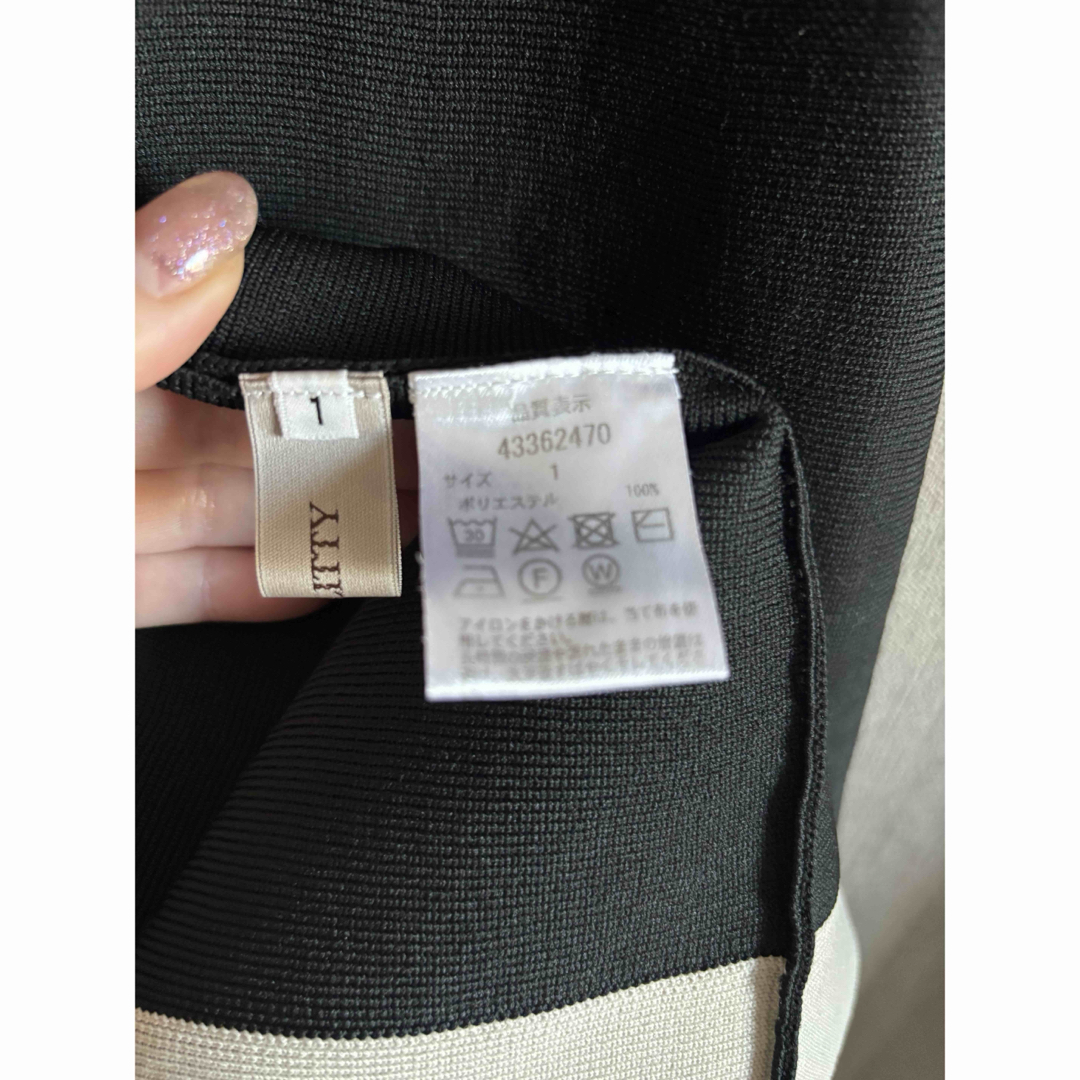 1
ITTY
品質表示
43362470
サイズ 1
ポリエステル 100%
30
F W
アイロンをかける際は、当て布を使
用してください。